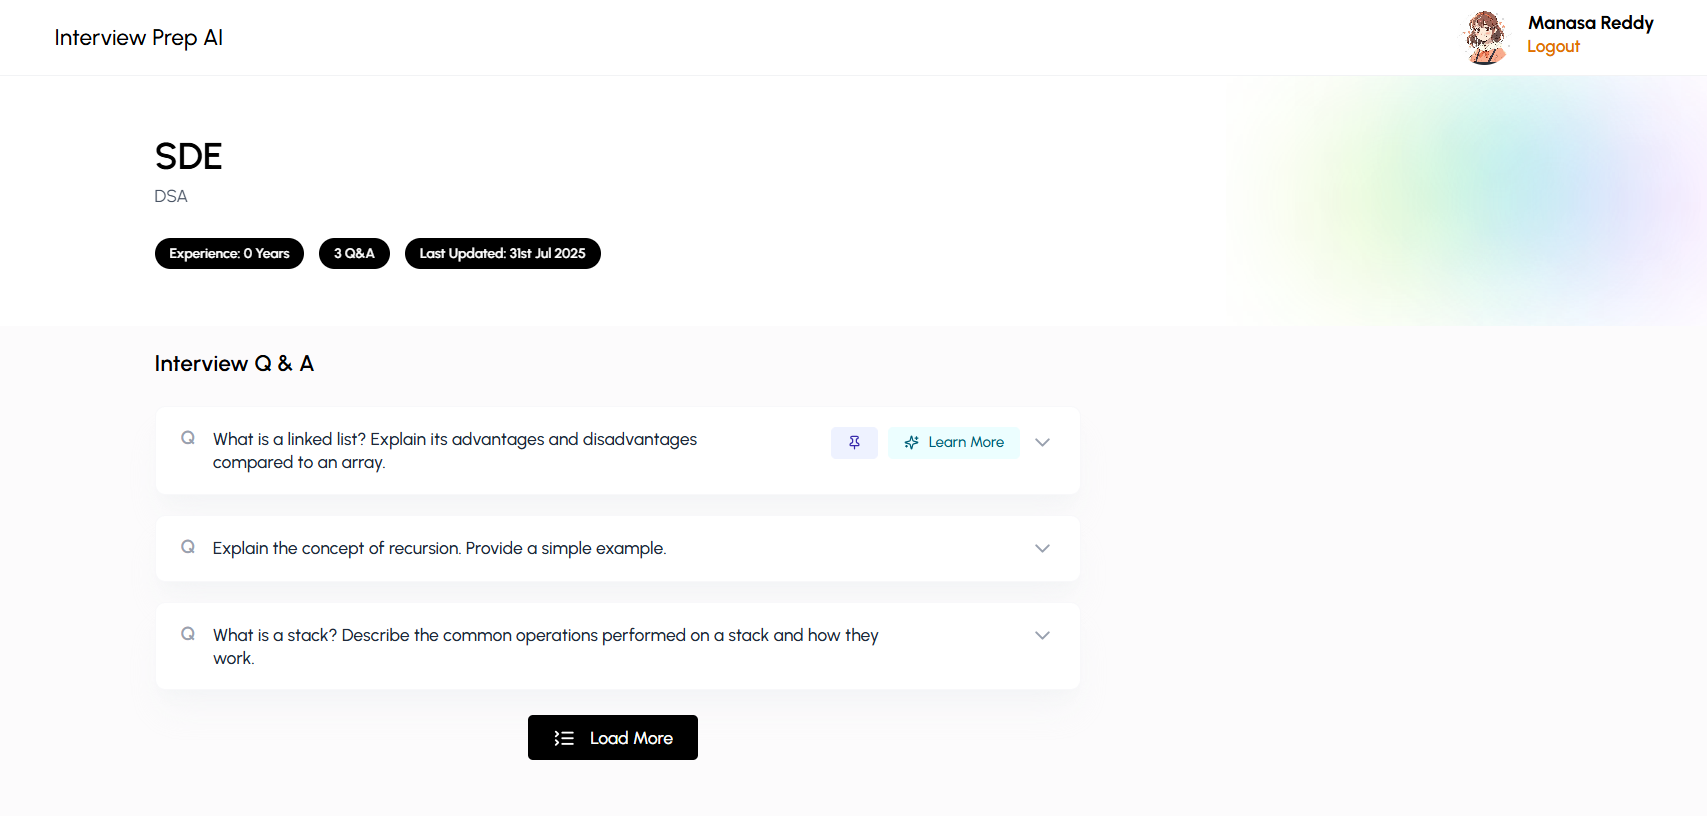 Interview Prep AI
Manasa Reddy
Logout
SDE
DSA
Experience: 0 Years
3 Q&A
Last Updated: 31st Jul 2025
Interview Q & A
Q
What is a linked list? Explain its advantages and disadvantages
compared to an array.
Learn More
Q
Explain the concept of recursion. Provide a simple example.
Q
What is a stack? Describe the common operations performed on a stack and how they
work.
Load More